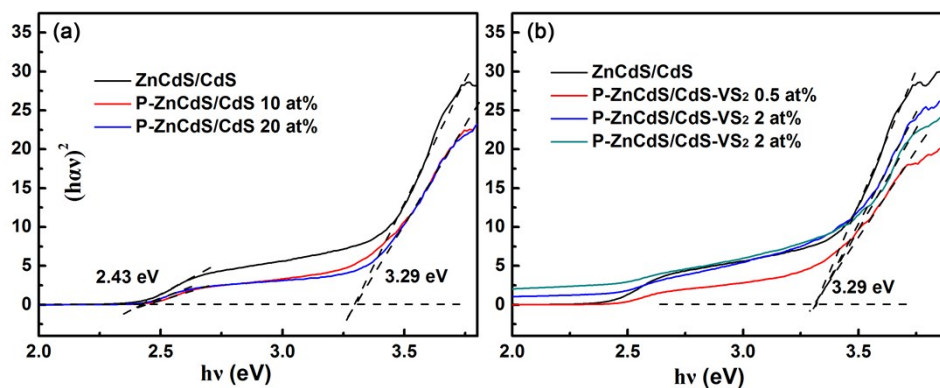 (a)
ZnCdS/CdS
P-ZnCdS/CdS 10 at%
P-ZnCdS/CdS 20 at%
2.43 eV
3.29 eV
(hαν)²
35
30
25
20
15
10
5
0
2.0 2.5 3.0 3.5
hν (eV)
(b)
ZnCdS/CdS
P-ZnCdS/CdS-VS₂ 0.5 at%
P-ZnCdS/CdS-VS₂ 2 at%
P-ZnCdS/CdS-VS₂ 2 at%
3.29 eV
35
30
25
20
15
10
5
0
2.0 2.5 3.0 3.5
hν (eV)